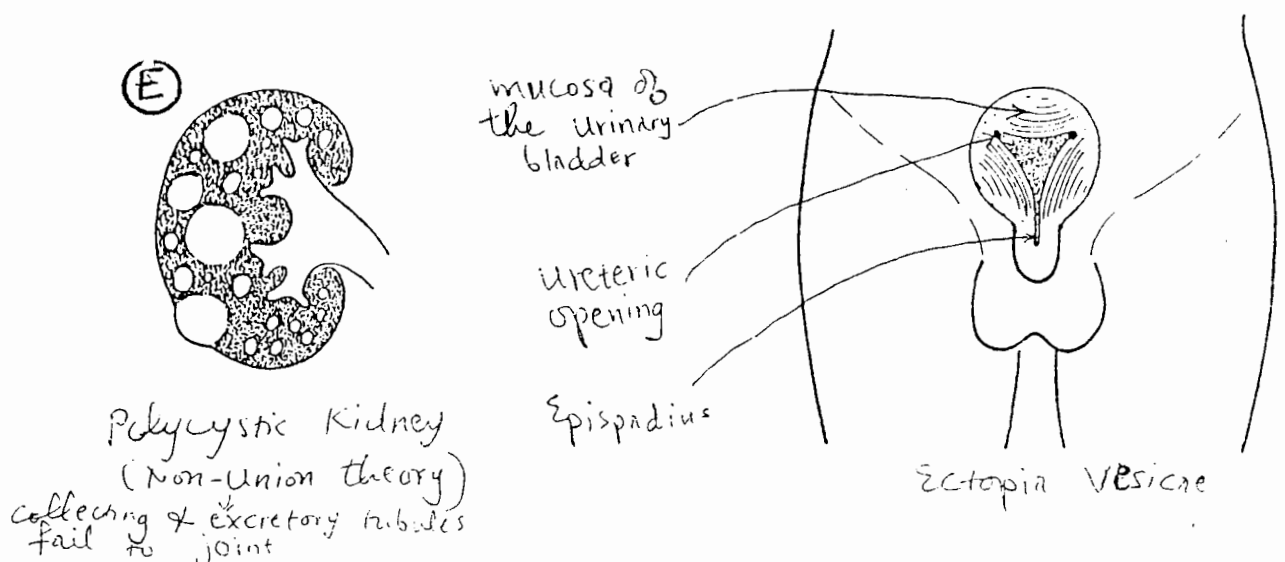 E
mucosa of
the urinary
bladder
ureteric
opening
Epispadius
Polycystic Kidney
(Non-Union theory)
collecting & excretory tubules
fail to joint
Ectopia Vesicae